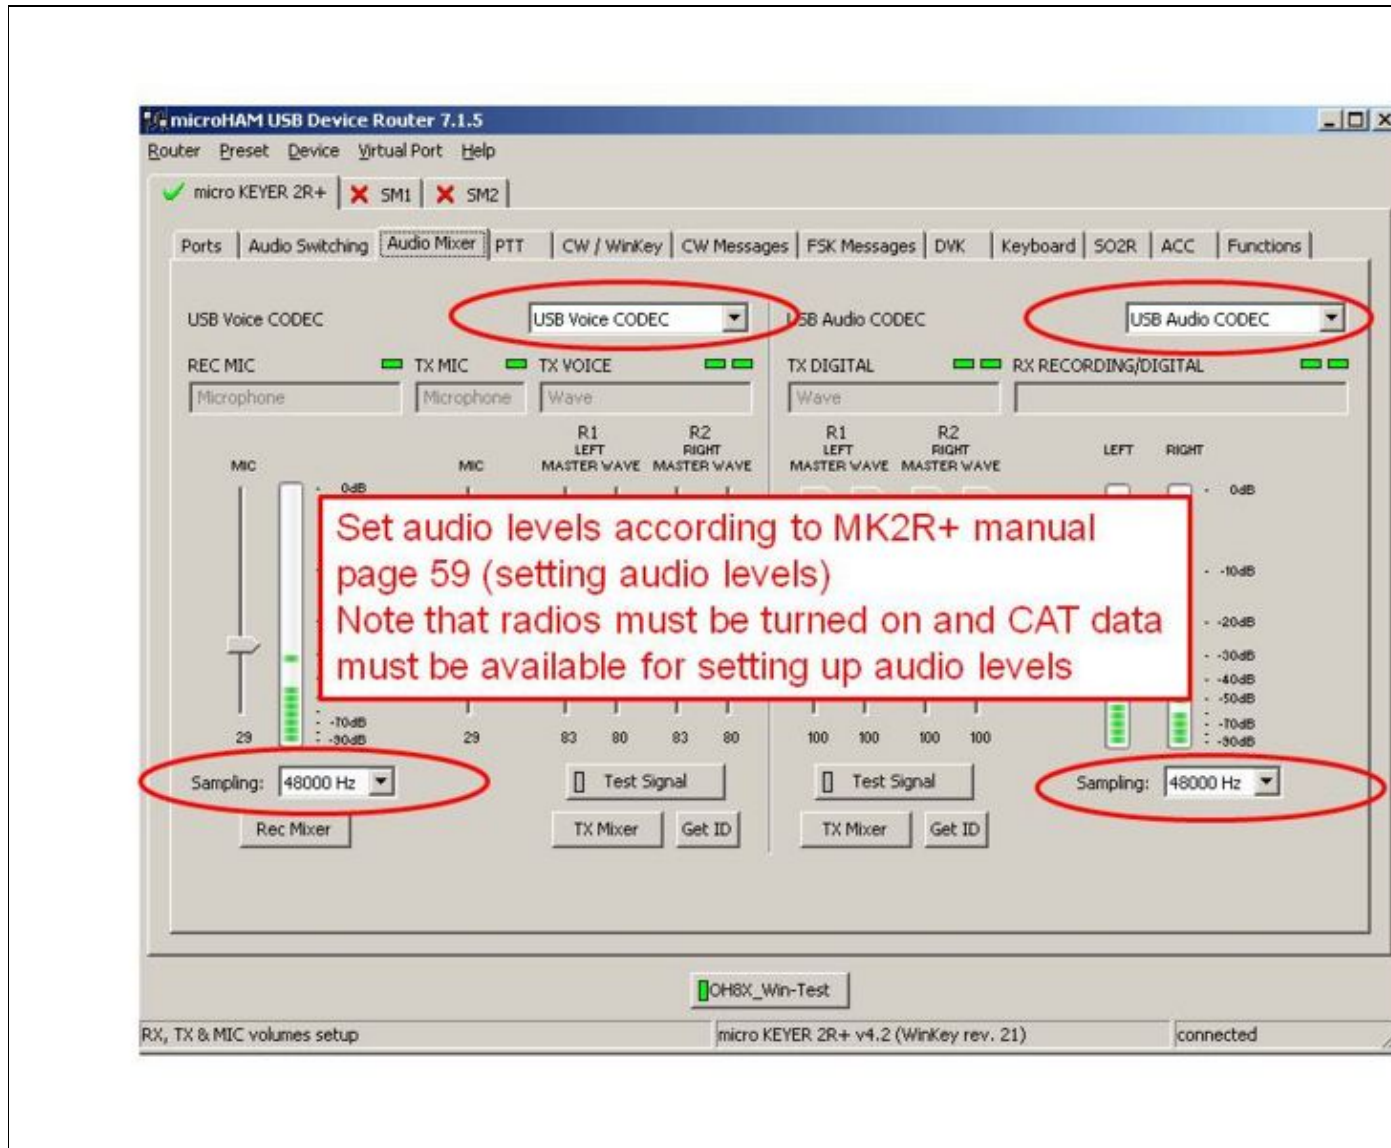 microHAM USB Device Router 7.1.5
Router Preset Device Virtual Port Help
micro KEYER 2R+ SM1 SM2
Ports Audio Switching Audio Mixer PTT CW / WinKey CW Messages FSK Messages DVK Keyboard SO2R ACC Functions
USB Voice CODEC USB Voice CODEC USB Audio CODEC USB Audio CODEC
REC MIC TX MIC TX VOICE TX DIGITAL RX RECORDING/DIGITAL
Microphone Microphone Wave Wave
R1 R2 R1 R2
LEFT RIGHT LEFT RIGHT LEFT RIGHT
MIC MIC MASTER WAVE MASTER WAVE MASTER WAVE MASTER WAVE
0dB 0dB
Set audio levels according to MK2R+ manual
page 59 (setting audio levels)
Note that radios must be turned on and CAT data
must be available for setting up audio levels
-10dB
-20dB
-30dB
-40dB
-50dB
-70dB -70dB
29 -90dB 29 83 80 83 80 100 100 100 100 -90dB
Sampling: 48000 Hz Test Signal Test Signal Sampling: 48000 Hz
Rec Mixer TX Mixer Get ID TX Mixer Get ID
OH8X_Win-Test
RX, TX & MIC volumes setup micro KEYER 2R+ v4.2 (WinKey rev. 21) connected